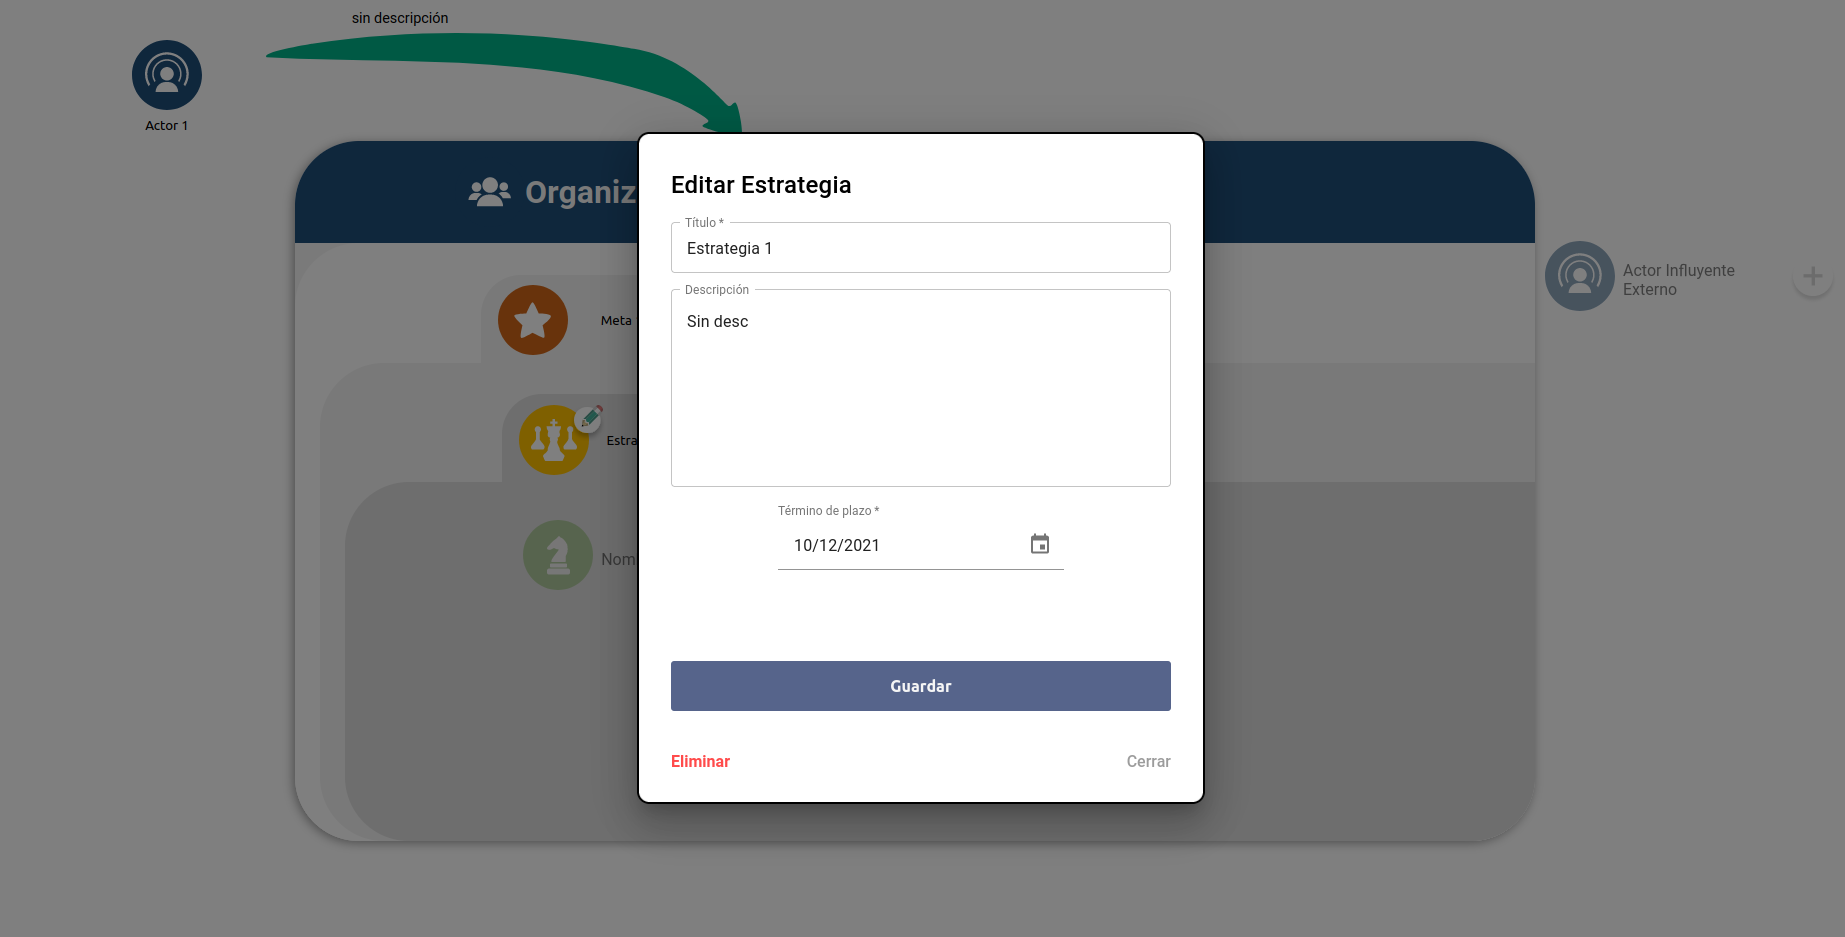 sin descripción
Actor 1
Organiz
Editar Estrategia
Título *
Estrategia 1
Actor Influyente
Externo
Descripción
Sin desc
Meta
Estra
Término de plazo *
10/12/2021
Nom
Guardar
Eliminar
Cerrar